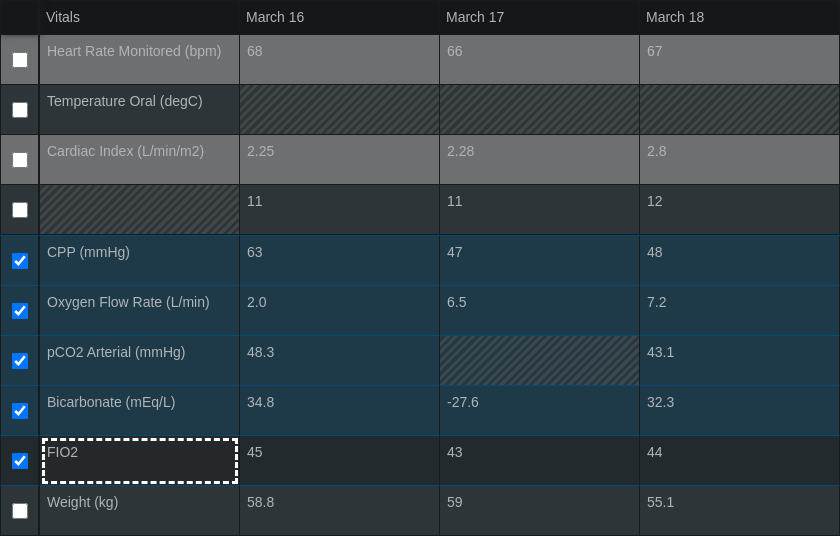 Vitals March 16 March 17 March 18
Heart Rate Monitored (bpm) 68 66 67
Temperature Oral (degC)
Cardiac Index (L/min/m2) 2.25 2.28 2.8
11 11 12
CPP (mmHg) 63 47 48
Oxygen Flow Rate (L/min) 2.0 6.5 7.2
pCO2 Arterial (mmHg) 48.3 43.1
Bicarbonate (mEq/L) 34.8 -27.6 32.3
FIO2 45 43 44
Weight (kg) 58.8 59 55.1